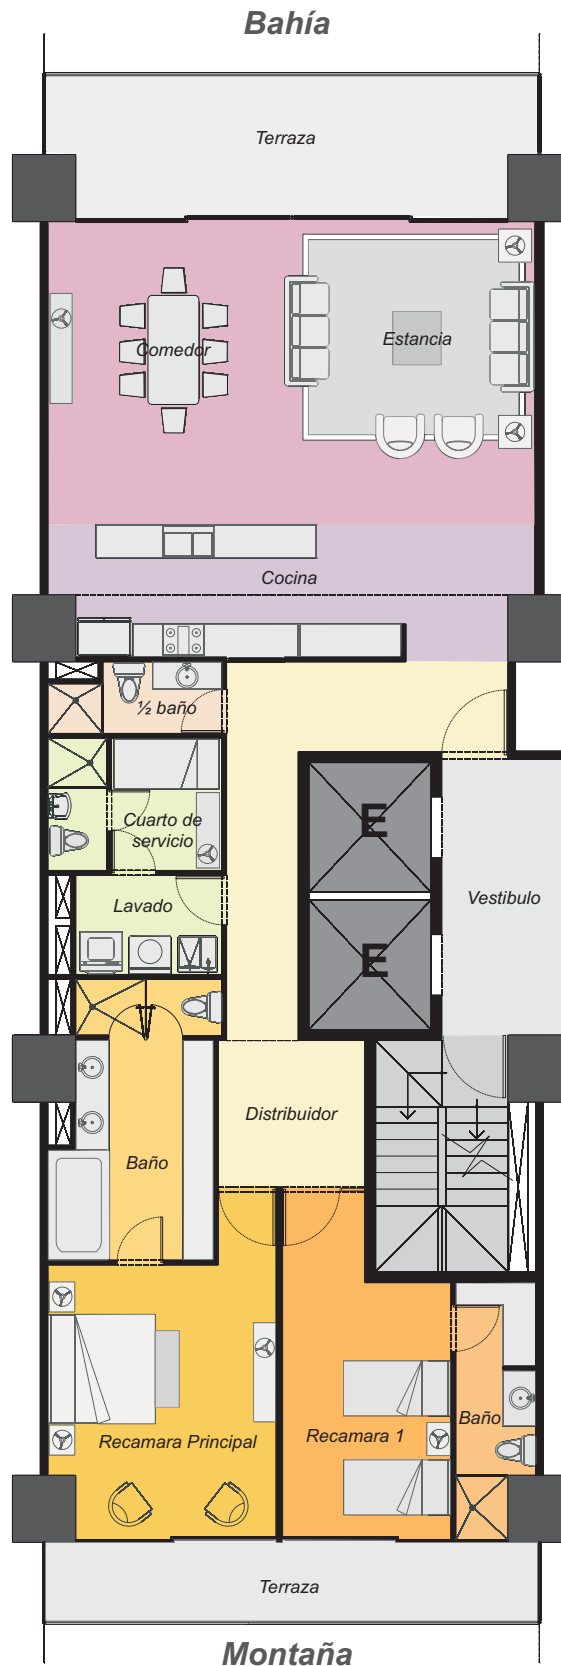 Bahía
Terraza
Comedor
Estancia
Cocina
½ baño
E
Cuarto de
servicio
Vestibulo
Lavado
E
Distribuidor
Baño
Recamara Principal
Recamara 1
Baño
Terraza
Montaña